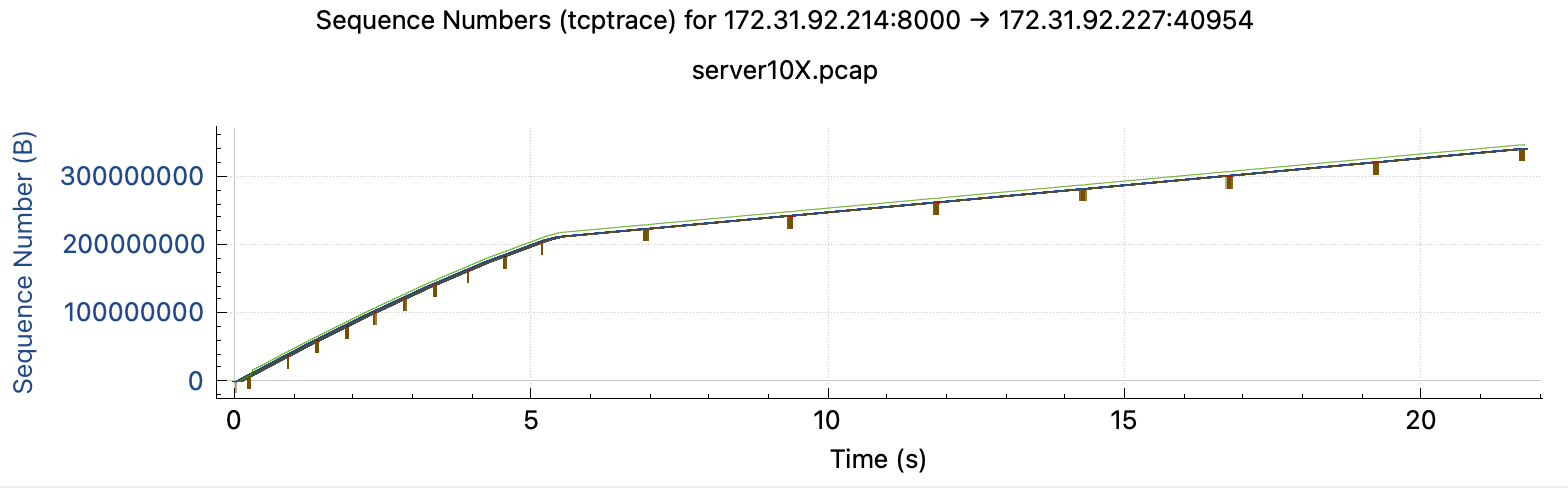 Sequence Numbers (tcptrace) for 172.31.92.214:8000 → 172.31.92.227:40954
server10X.pcap
Sequence Number (B)
300000000
200000000
100000000
0
0 5 10 15 20
Time (s)